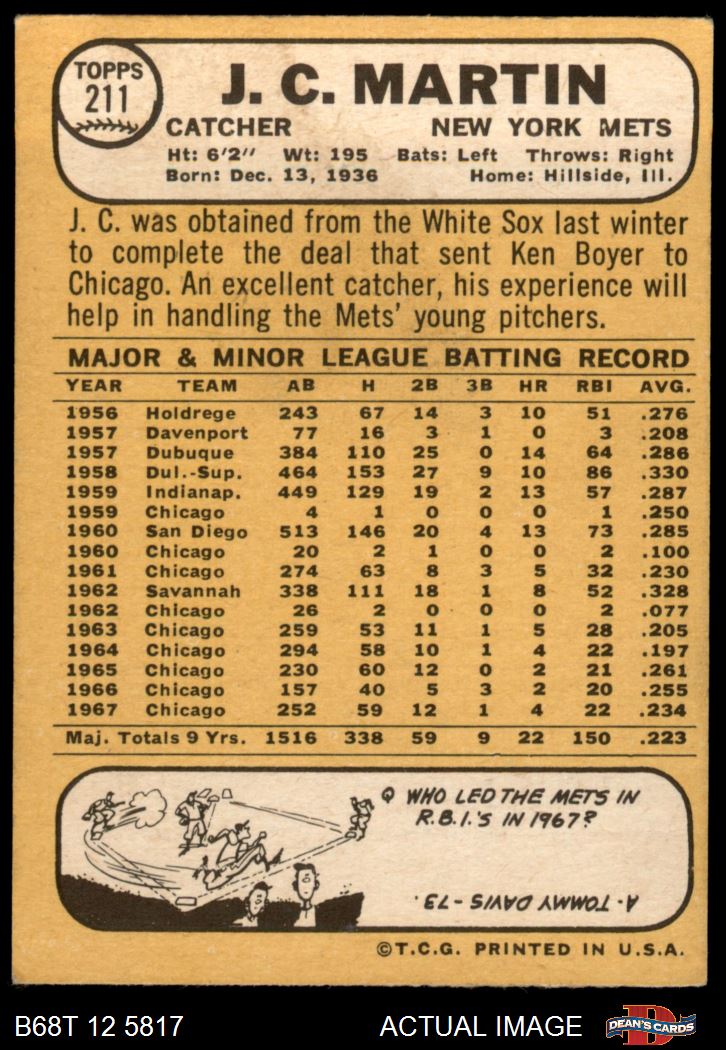 TOPPS
211
J. C. MARTIN
CATCHER NEW YORK METS
Ht: 6'2" Wt: 195 Bats: Left Throws: Right
Born: Dec. 13, 1936 Home: Hillside, Ill.
J. C. was obtained from the White Sox last winter
to complete the deal that sent Ken Boyer to
Chicago. An excellent catcher, his experience will
help in handling the Mets' young pitchers.
MAJOR & MINOR LEAGUE BATTING RECORD
YEAR TEAM AB H 2B 3B HR RBI AVG.
1956 Holdrege 243 67 14 3 10 51 .276
1957 Davenport 77 16 3 1 0 3 .208
1957 Dubuque 384 110 25 0 14 64 .286
1958 Dul.-Sup. 464 153 27 9 10 86 .330
1959 Indianap. 449 129 19 2 13 57 .287
1959 Chicago 4 1 0 0 0 1 .250
1960 San Diego 513 146 20 4 13 73 .285
1960 Chicago 20 2 1 0 0 2 .100
1961 Chicago 274 63 8 3 5 32 .230
1962 Savannah 338 111 18 1 8 52 .328
1962 Chicago 26 2 0 0 0 2 .077
1963 Chicago 259 53 11 1 5 28 .205
1964 Chicago 294 58 10 1 4 22 .197
1965 Chicago 230 60 12 0 2 21 .261
1966 Chicago 157 40 5 3 2 20 .255
1967 Chicago 252 59 12 1 4 22 .234
Maj. Totals 9 Yrs. 1516 338 59 9 22 150 .223
Q WHO LED THE METS IN
R.B.I.'S IN 1967?
A- TOMMY DAVIS - 73.
©T.C.G. PRINTED IN U.S.A.
B68T 12 5817 ACTUAL IMAGE
D
DEAN'S CARDS